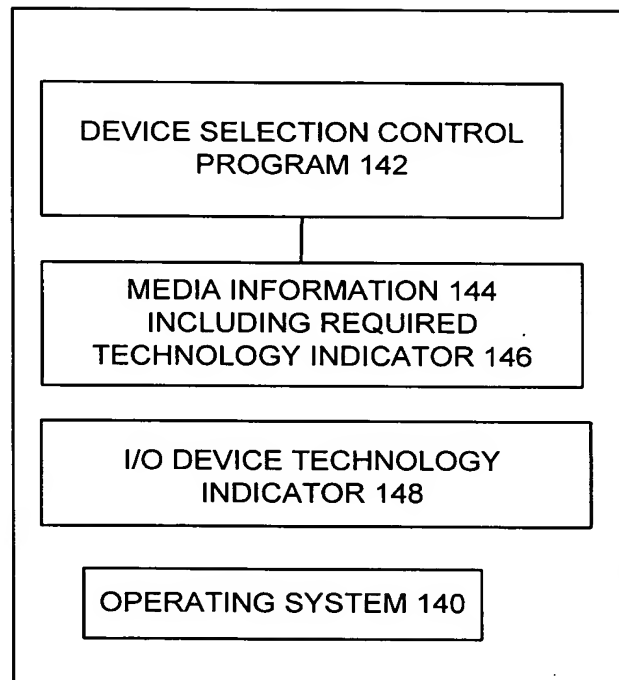 DEVICE SELECTION CONTROL
PROGRAM 142
MEDIA INFORMATION 144
INCLUDING REQUIRED
TECHNOLOGY INDICATOR 146
I/O DEVICE TECHNOLOGY
INDICATOR 148
OPERATING SYSTEM 140